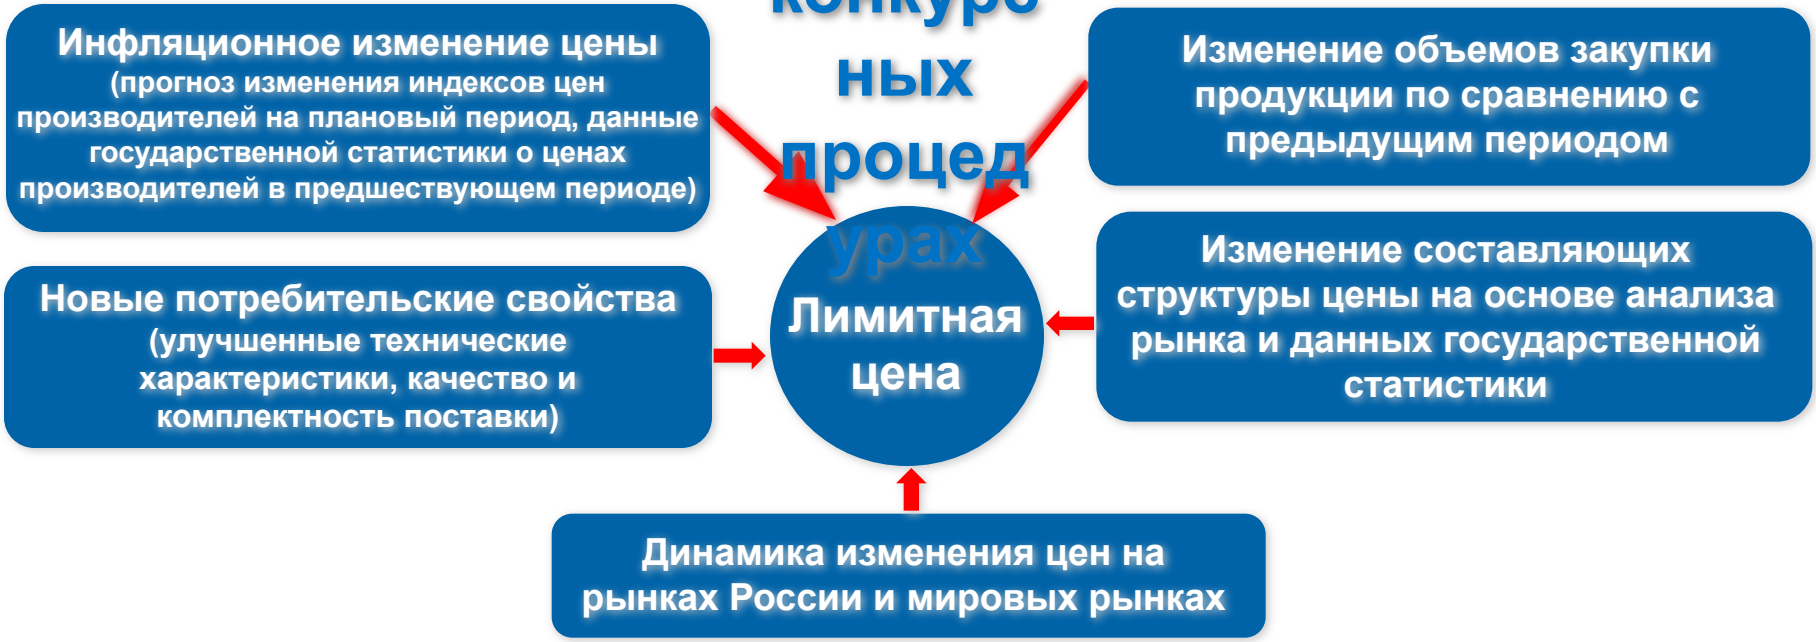 конкурс
ных
процед
урах
Инфляционное изменение цены
(прогноз изменения индексов цен
производителей на плановый период, данные
государственной статистики о ценах
производителей в предшествующем периоде)
Изменение объемов закупки
продукции по сравнению с
предыдущим периодом
Новые потребительские свойства
(улучшенные технические
характеристики, качество и
комплектность поставки)
Лимитная
цена
Изменение составляющих
структуры цены на основе анализа
рынка и данных государственной
статистики
Динамика изменения цен на
рынках России и мировых рынках